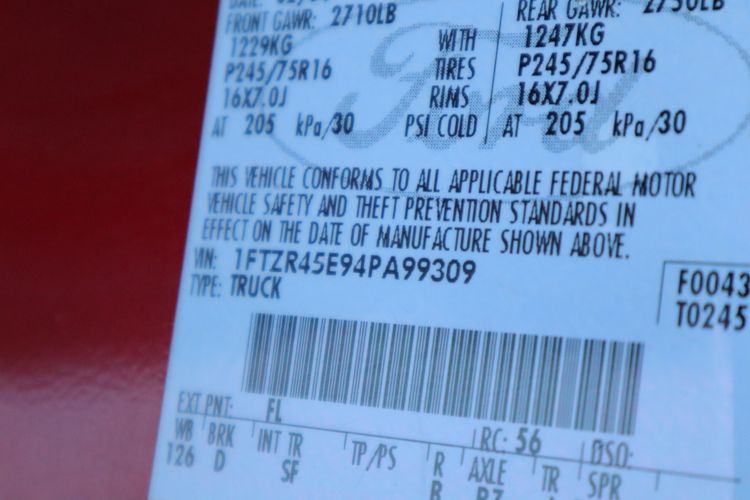 FRONT GAWR: 2710LB REAR GAWR: 2750LB
1229KG WITH 1247KG
P245/75R16 TIRES P245/75R16
16X7.0J RIMS 16X7.0J
AT 205 kPa/30 PSI COLD AT 205 kPa/30
Ford
THIS VEHICLE CONFORMS TO ALL APPLICABLE FEDERAL MOTOR
VEHICLE SAFETY AND THEFT PREVENTION STANDARDS IN
EFFECT ON THE DATE OF MANUFACTURE SHOWN ABOVE.
VIN: 1FTZR45E94PA99309
TYPE: TRUCK
F0043
T0245
EXT PNT: FL RC: 56 DSO:
WB BRK INT TR TP/PS R AXLE TR SPR
126 D SF